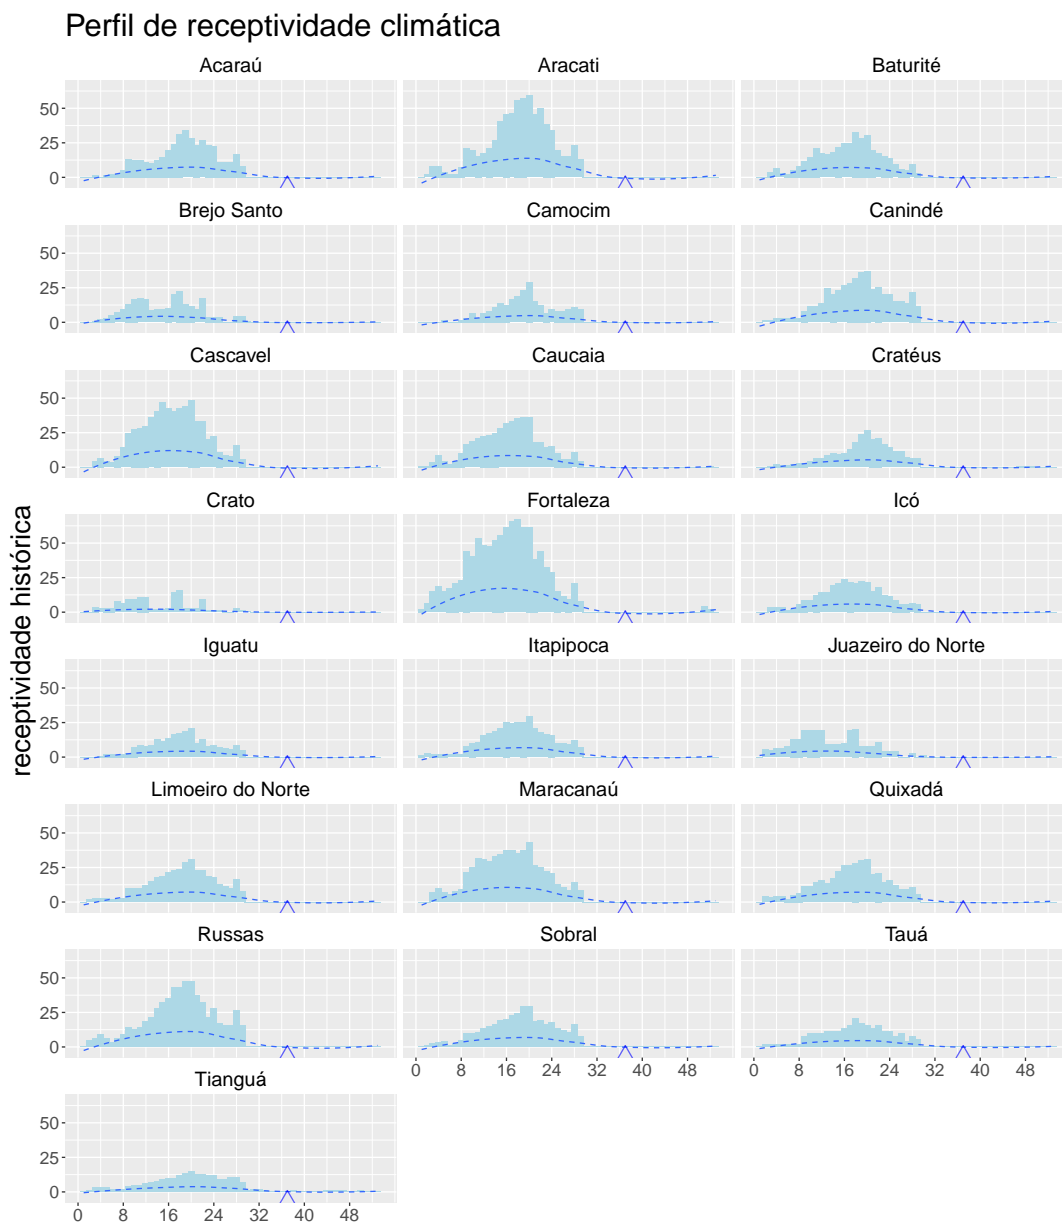 Perfil de receptividade climática
Acaraú Aracati Baturité
50
25
0
Brejo Santo Camocim Canindé
50
25
0
Cascavel Caucaia Cratéus
50
25
0
Crato Fortaleza Icó
50
25
0
receptividade histórica
Iguatu Itapipoca Juazeiro do Norte
50
25
0
Limoeiro do Norte Maracanaú Quixadá
50
25
0
Russas Sobral Tauá
50
25
0
0 8 16 24 32 40 48 0 8 16 24 32 40 48
Tianguá
50
25
0
0 8 16 24 32 40 48